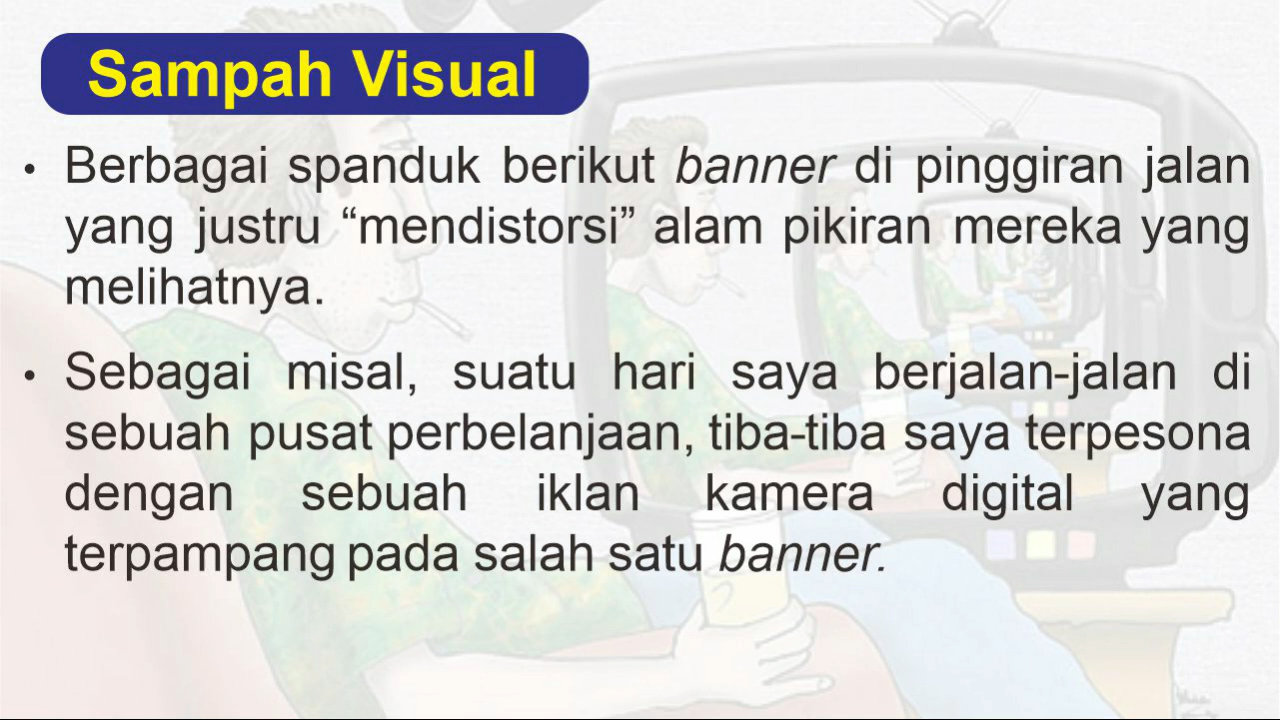 Sampah Visual
• Berbagai spanduk berikut banner di pinggiran jalan
yang justru “mendistorsi” alam pikiran mereka yang
melihatnya.
• Sebagai misal, suatu hari saya berjalan-jalan di
sebuah pusat perbelanjaan, tiba-tiba saya terpesona
dengan sebuah iklan kamera digital yang
terpampang pada salah satu banner.